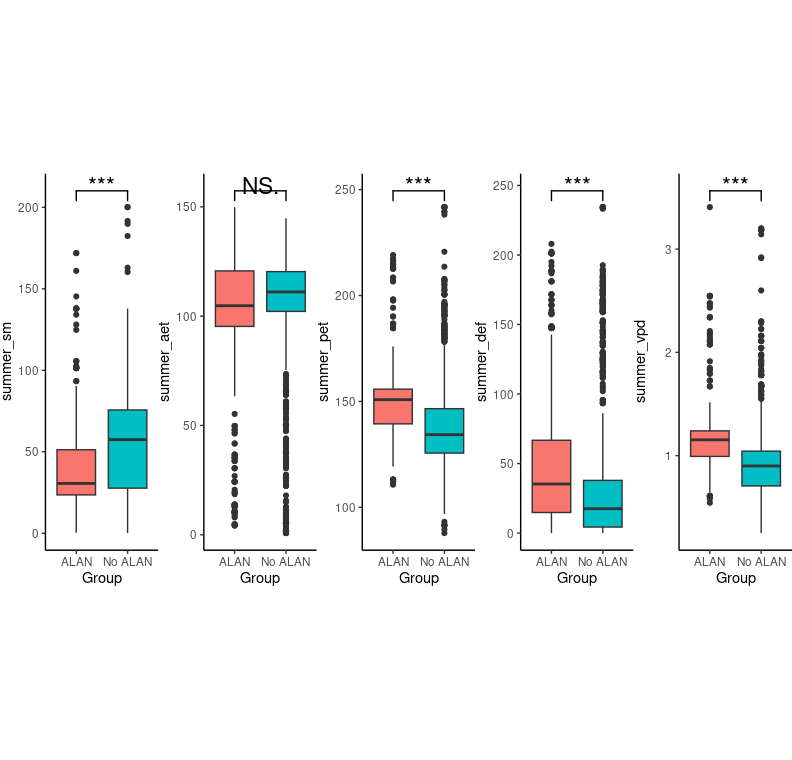 summer_sm
200
150
100
50
0
***
ALAN No ALAN
Group
summer_aet
150
100
50
0
NS.
ALAN No ALAN
Group
summer_pet
250
200
150
100
***
ALAN No ALAN
Group
summer_def
250
200
150
100
50
0
***
ALAN No ALAN
Group
summer_vpd
3
2
1
***
ALAN No ALAN
Group